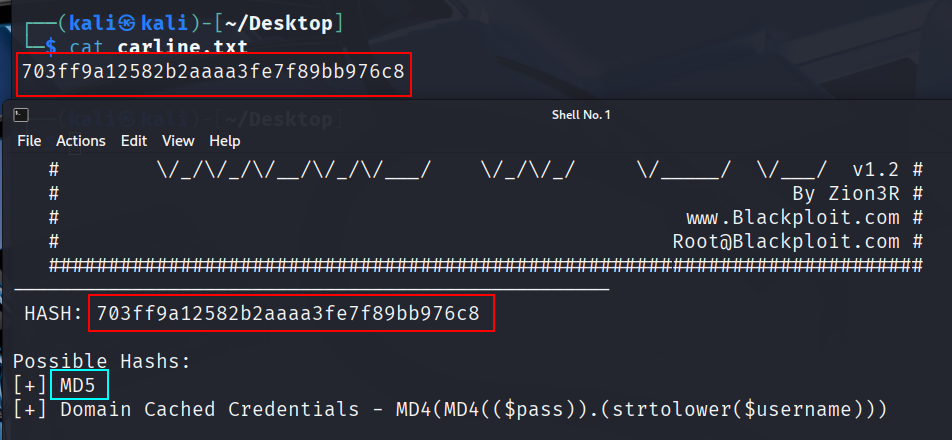 ┌──(kali㉿kali)-[~/Desktop]
└─$ cat carline.txt
703ff9a12582b2aaaa3fe7f89bb976c8
Shell No. 1
File Actions Edit View Help
# \/_/\/_/\/__/\/_/\/___/ \/_/\/_/ \/_____/ \/___/ v1.2 #
# By Zion3R #
# www.Blackploit.com #
# Root@Blackploit.com #
#########################################################################
--------------------------------------------------
HASH: 703ff9a12582b2aaaa3fe7f89bb976c8
Possible Hashs:
[+] MD5
[+] Domain Cached Credentials - MD4(MD4(($pass)).(strtolower($username)))